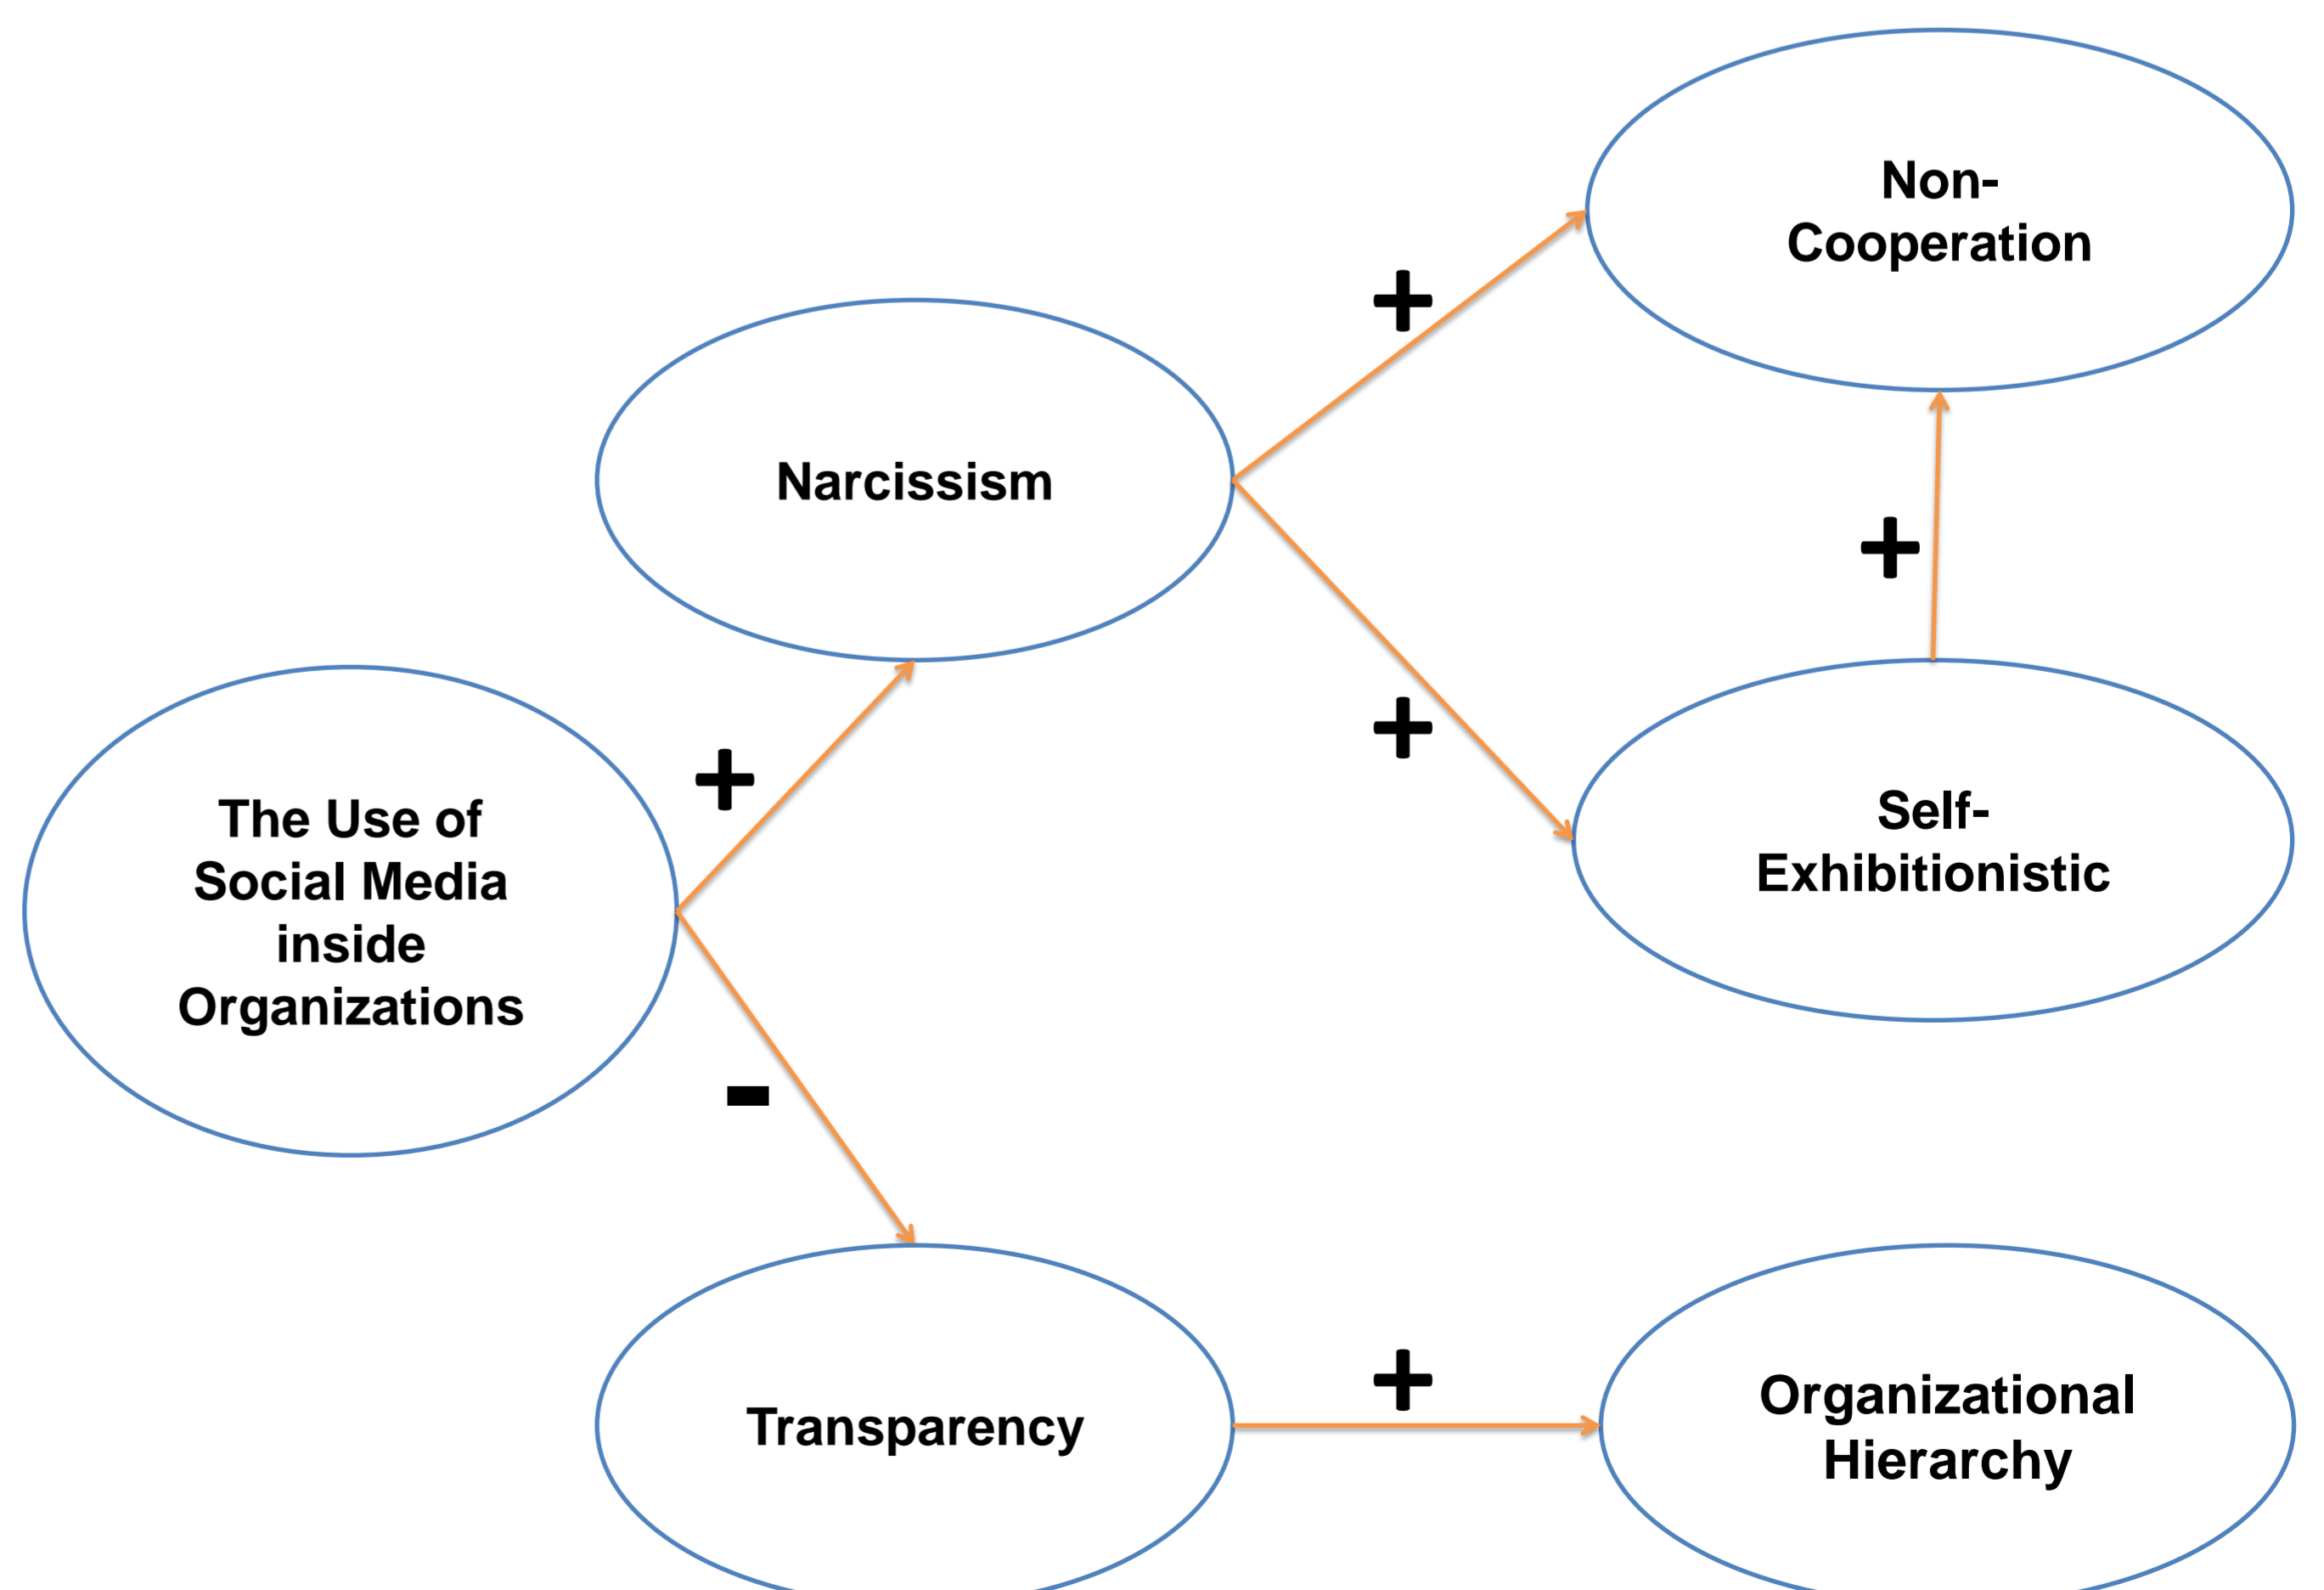 Non-
Cooperation
+
Narcissism
+
+
Self-
Exhibitionistic
+
The Use of
Social Media
inside
Organizations
-
+
Transparency
Organizational
Hierarchy